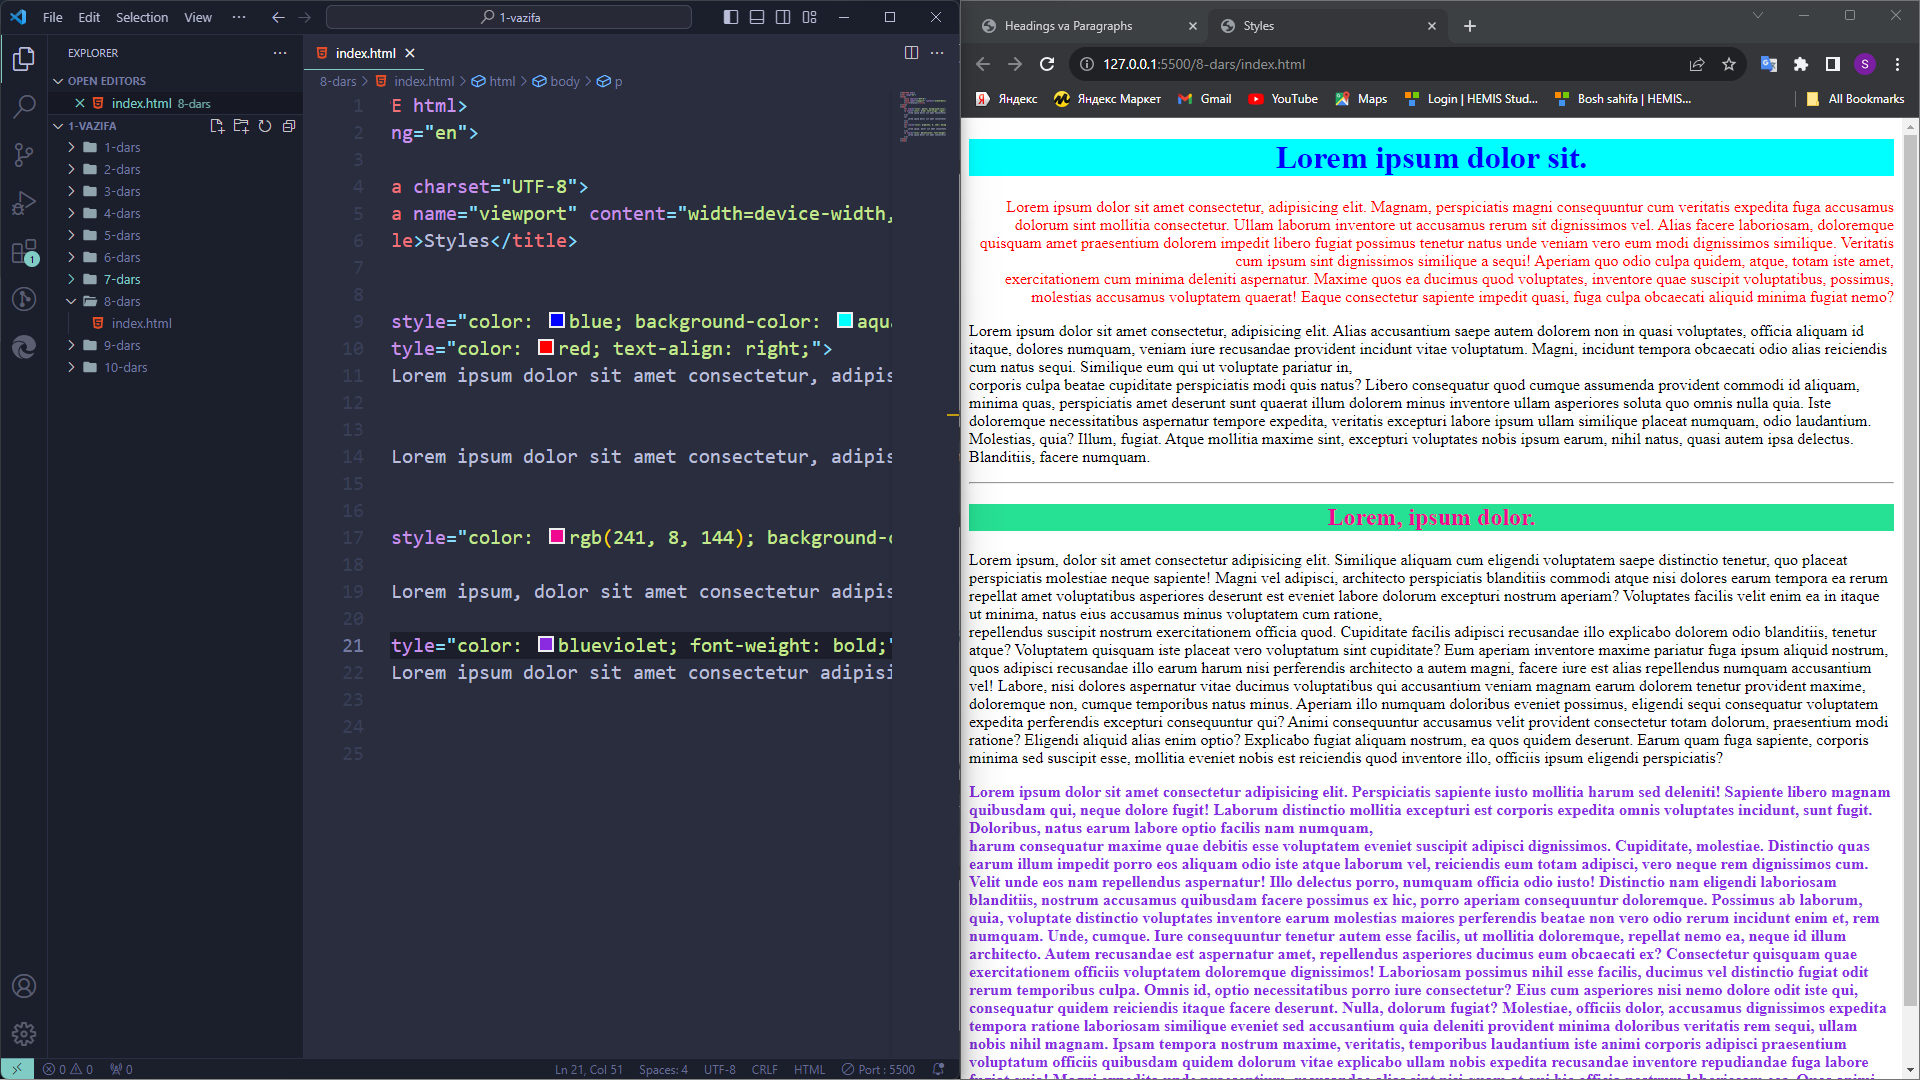 File Edit Selection View ··· 1-vazifa
EXPLORER
OPEN EDITORS
index.html 8-dars
1-VAZIFA
1-dars
2-dars
3-dars
4-dars
5-dars
6-dars
7-dars
8-dars
index.html
9-dars
10-dars
1
index.html
8-dars > index.html > html > body > p
1 E html>
2 ng="en">
3
4 a charset="UTF-8">
5 a name="viewport" content="width=device-width,
6 le>Styles</title>
7
8
9 style="color: blue; background-color: aqua
10 tyle="color: red; text-align: right;">
11 Lorem ipsum dolor sit amet consectetur, adipis
12
13
14 Lorem ipsum dolor sit amet consectetur, adipis
15
16
17 style="color: rgb(241, 8, 144); background-c
18
19 Lorem ipsum, dolor sit amet consectetur adipis
20
21 tyle="color: blueviolet; font-weight: bold;"
22 Lorem ipsum dolor sit amet consectetur adipisi
23
24
25
0 0 0 Ln 21, Col 51 Spaces: 4 UTF-8 CRLF HTML Port : 5500
Headings va Paragraphs Styles
127.0.0.1:5500/8-dars/index.html S
Яндекс Яндекс Маркет Gmail YouTube Maps Login | HEMIS Stud... Bosh sahifa | HEMIS... All Bookmarks
Lorem ipsum dolor sit.
Lorem ipsum dolor sit amet consectetur, adipisicing elit. Magnam, perspiciatis magni consequuntur cum veritatis expedita fuga accusamus
dolorum sint mollitia consectetur. Ullam laborum inventore ut accusamus rerum sit dignissimos vel. Alias facere laboriosam, doloremque
quisquam amet praesentium dolorem impedit libero fugiat possimus tenetur natus unde veniam vero eum modi dignissimos similique. Veritatis
cum ipsum sint dignissimos similique a sequi! Aperiam quo odio culpa quidem, atque, totam iste amet,
exercitationem cum minima deleniti aspernatur. Maxime quos ea ducimus quod voluptates, inventore quae suscipit voluptatibus, possimus,
molestias accusamus voluptatem quaerat! Eaque consectetur sapiente impedit quasi, fuga culpa obcaecati aliquid minima fugiat nemo?
Lorem ipsum dolor sit amet consectetur, adipisicing elit. Alias accusantium saepe autem dolorem non in quasi voluptates, officia aliquam id
itaque, dolores numquam, veniam iure recusandae provident incidunt vitae voluptatum. Magni, incidunt tempora obcaecati odio alias reiciendis
cum natus sequi. Similique eum qui ut voluptate pariatur in,
corporis culpa beatae cupiditate perspiciatis modi quis natus? Libero consequatur quod cumque assumenda provident commodi id aliquam,
minima quas, perspiciatis amet deserunt sunt quaerat illum dolorem minus inventore ullam asperiores soluta quo omnis nulla quia. Iste
doloremque necessitatibus aspernatur tempore expedita, veritatis excepturi labore ipsum ullam similique placeat numquam, odio laudantium.
Molestias, quia? Illum, fugiat. Atque mollitia maxime sint, excepturi voluptates nobis ipsum earum, nihil natus, quasi autem ipsa delectus.
Blanditiis, facere numquam.
Lorem, ipsum dolor.
Lorem ipsum, dolor sit amet consectetur adipisicing elit. Similique aliquam cum eligendi voluptatem saepe distinctio tenetur, quo placeat
perspiciatis molestiae neque sapiente! Magni vel adipisci, architecto perspiciatis blanditiis commodi atque nisi dolores earum tempora ea rerum
repellat amet voluptatibus asperiores deserunt est eveniet labore dolorum excepturi nostrum aperiam? Voluptates facilis velit enim ea in itaque
ut minima, natus eius accusamus minus voluptatem cum ratione,
repellendus suscipit nostrum exercitationem officia quod. Cupiditate facilis adipisci recusandae illo explicabo dolorem odio blanditiis, tenetur
atque? Voluptatem quisquam iste placeat vero voluptatum sint cupiditate? Eum aperiam inventore maxime pariatur fuga ipsum aliquid nostrum,
quos adipisci recusandae illo earum harum nisi perferendis architecto a autem magni, facere iure est alias repellendus numquam accusantium
vel! Labore, nisi dolores aspernatur vitae ducimus voluptatibus qui accusantium veniam magnam earum dolorem tenetur provident maxime,
doloremque non, cumque temporibus natus minus. Aperiam illo numquam doloribus eveniet possimus, eligendi sequi consequatur voluptatem
expedita perferendis excepturi consequuntur qui? Animi consequuntur accusamus velit provident consectetur totam dolorum, praesentium modi
ratione? Eligendi aliquid alias enim optio? Explicabo fugiat aliquam nostrum, ea quos quidem deserunt. Earum quam fuga sapiente, corporis
minima sed suscipit esse, mollitia eveniet nobis est reiciendis quod inventore illo, officiis ipsum eligendi perspiciatis?
Lorem ipsum dolor sit amet consectetur adipisicing elit. Perspiciatis sapiente iusto mollitia harum sed deleniti! Sapiente libero magnam
quibusdam qui, neque dolore fugit! Laborum distinctio mollitia excepturi est corporis expedita omnis voluptates incidunt, sunt fugit.
Doloribus, natus earum labore optio facilis nam numquam,
harum consequatur maxime quae debitis esse voluptatem eveniet suscipit adipisci dignissimos. Cupiditate, molestiae. Distinctio quas
earum illum impedit porro eos aliquam odio iste atque laborum vel, reiciendis eum totam adipisci, vero neque rem dignissimos cum.
Velit unde eos nam repellendus aspernatur! Illo delectus porro, numquam officia odio iusto! Distinctio nam eligendi laboriosam
blanditiis, nostrum accusamus quibusdam facere possimus ex hic, porro aperiam consequuntur doloremque. Possimus ab laborum,
quia, voluptate distinctio voluptates inventore earum molestias maiores perferendis beatae non vero odio rerum incidunt enim et, rem
numquam. Unde, cumque. Iure consequuntur tenetur autem esse facilis, ut mollitia doloremque, repellat nemo ea, neque id illum
architecto. Autem recusandae est aspernatur amet, repellendus asperiores ducimus eum obcaecati ex? Consectetur quisquam quae
exercitationem officiis voluptatem doloremque dignissimos! Laboriosam possimus nihil esse facilis, ducimus vel distinctio fugiat odit
rerum temporibus culpa. Omnis id, optio necessitatibus porro iure consectetur? Eius cum asperiores nisi nemo dolore odit iste qui,
consequatur quidem reiciendis itaque facere deserunt. Nulla, dolorum fugiat? Molestiae, officiis dolor, accusamus dignissimos expedita
tempora ratione laboriosam similique eveniet sed accusantium quia deleniti provident minima doloribus veritatis rem sequi, ullam
nobis nihil magnam. Ipsam tempora nostrum maxime, veritatis, temporibus laudantium iste animi corporis adipisci praesentium
voluptatum officiis quibusdam quidem dolorum vitae explicabo ullam nobis expedita recusandae inventore repudiandae fuga labore